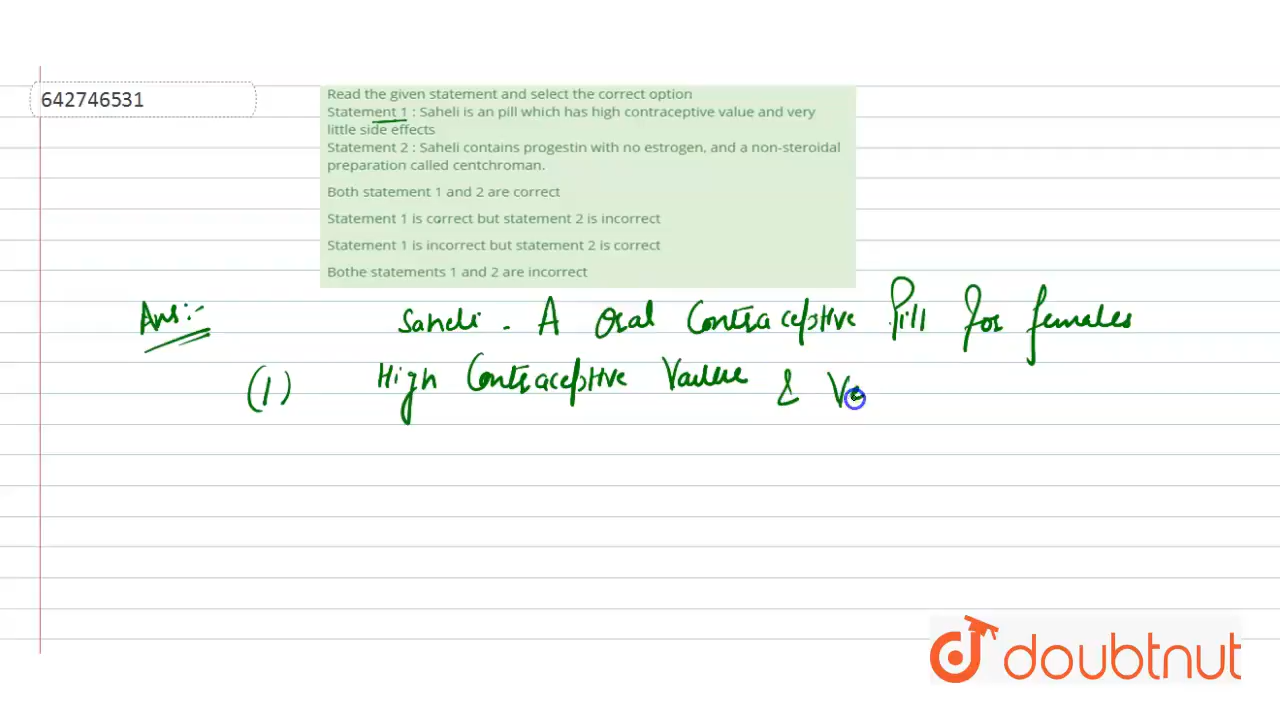 642746531
Read the given statement and select the correct option
Statement 1 : Saheli is an pill which has high contraceptive value and very
little side effects
Statement 2 : Saheli contains progestin with no estrogen, and a non-steroidal
preparation called centchroman.
Both statement 1 and 2 are correct
Statement 1 is correct but statement 2 is incorrect
Statement 1 is incorrect but statement 2 is correct
Bothe statements 1 and 2 are incorrect
Ans:- Saheli - A Oral Contraceptive Pill for females
(1) High Contraceptive Value & Ve
doubtnut